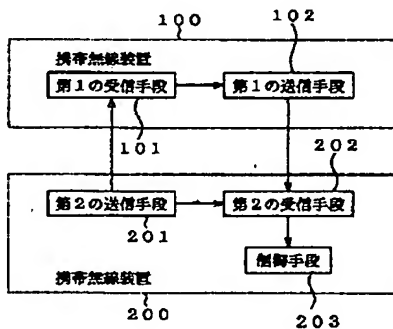 100
102
携帯無線装置
第1の受信手段
第1の送信手段
101
202
第2の送信手段
第2の受信手段
201
制御手段
携帯無線装置
200
203